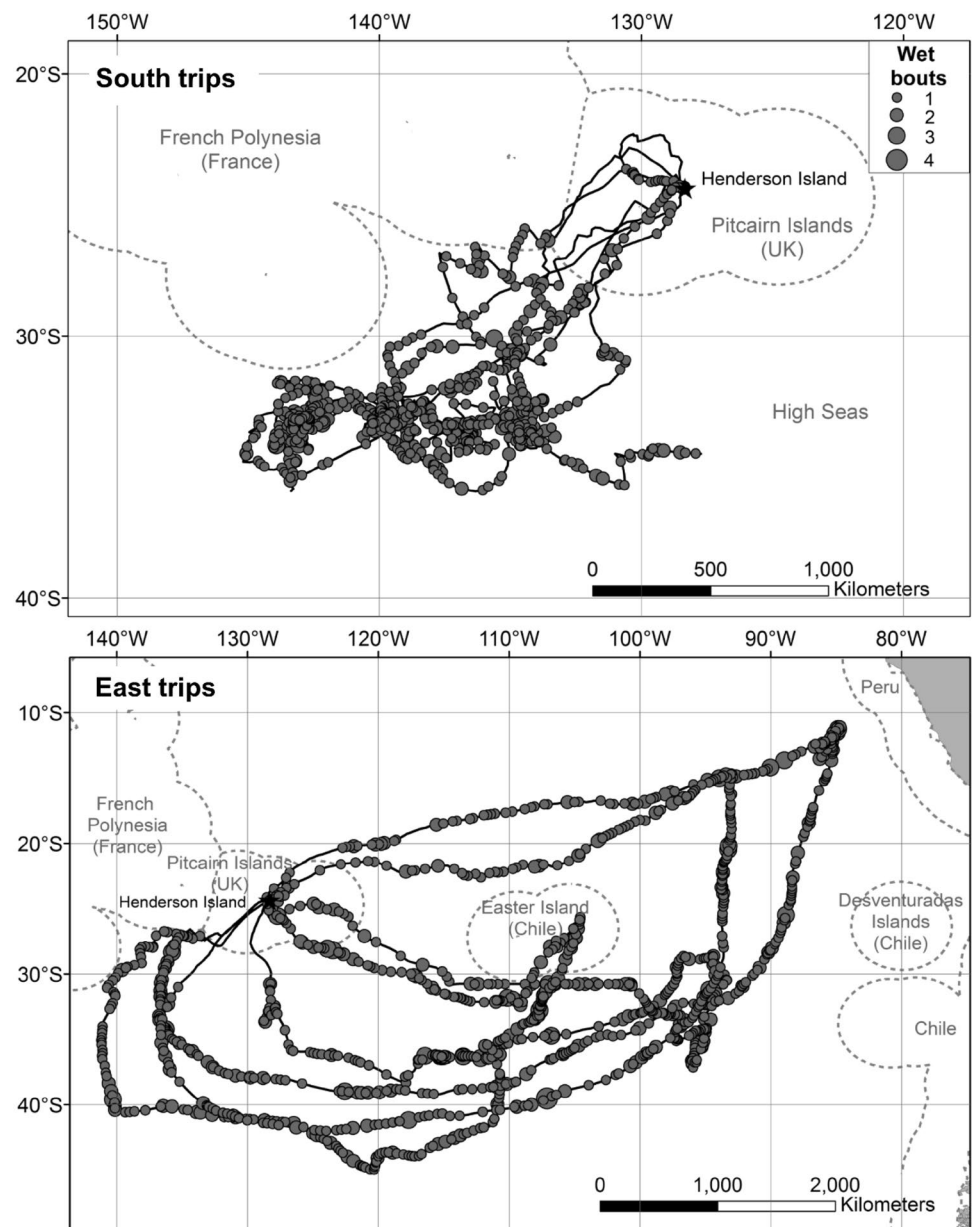 150°W 140°W 130°W 120°W
20°S
South trips
Wet
bouts
1
2
3
4
French Polynesia
(France)
Henderson Island
Pitcairn Islands
(UK)
30°S
High Seas
0 500 1,000
Kilometers
40°S
140°W 130°W 120°W 110°W 100°W 90°W 80°W
East trips
Peru
10°S
French
Polynesia
(France)
20°S
Pitcairn Islands
(UK)
Henderson Island
Easter Island
(Chile)
Desventuradas
Islands
(Chile)
30°S
Chile
40°S
0 1,000 2,000
Kilometers